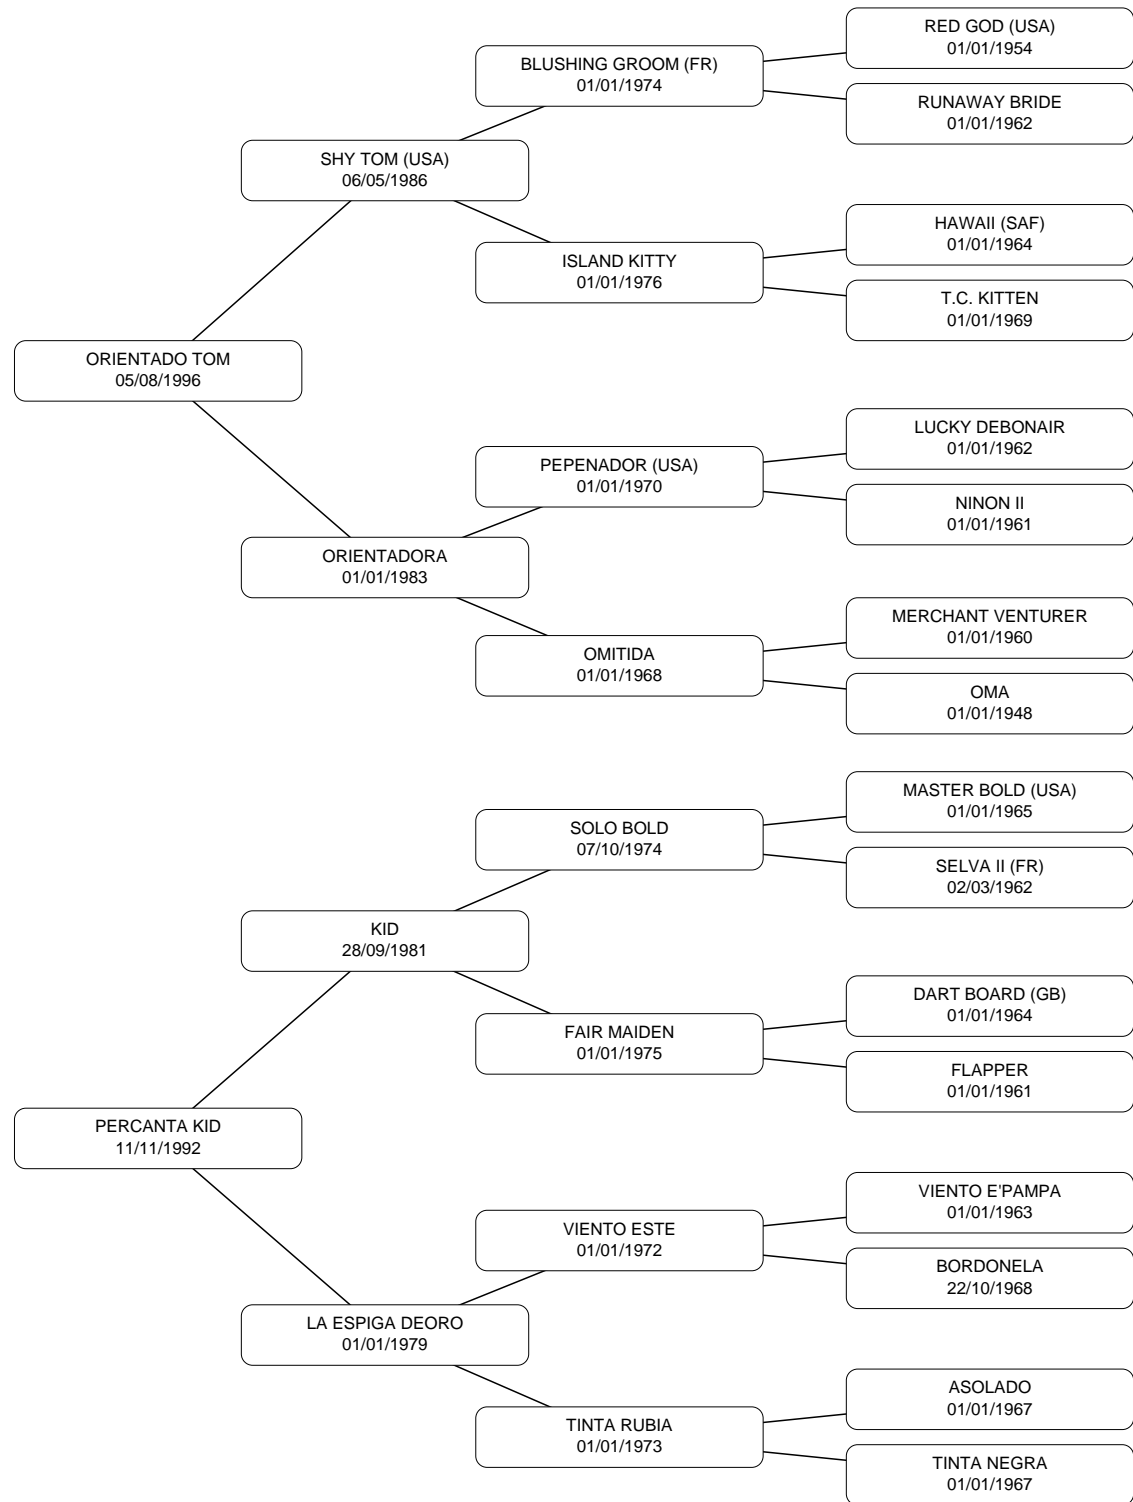 RED GOD (USA)
01/01/1954
BLUSHING GROOM (FR)
01/01/1974
RUNAWAY BRIDE
01/01/1962
SHY TOM (USA)
06/05/1986
HAWAII (SAF)
01/01/1964
ISLAND KITTY
01/01/1976
T.C. KITTEN
01/01/1969
ORIENTADO TOM
05/08/1996
LUCKY DEBONAIR
01/01/1962
PEPENADOR (USA)
01/01/1970
NINON II
01/01/1961
ORIENTADORA
01/01/1983
MERCHANT VENTURER
01/01/1960
OMITIDA
01/01/1968
OMA
01/01/1948
MASTER BOLD (USA)
01/01/1965
SOLO BOLD
07/10/1974
SELVA II (FR)
02/03/1962
KID
28/09/1981
DART BOARD (GB)
01/01/1964
FAIR MAIDEN
01/01/1975
FLAPPER
01/01/1961
PERCANTA KID
11/11/1992
VIENTO E'PAMPA
01/01/1963
VIENTO ESTE
01/01/1972
BORDONELA
22/10/1968
LA ESPIGA DEORO
01/01/1979
ASOLADO
01/01/1967
TINTA RUBIA
01/01/1973
TINTA NEGRA
01/01/1967